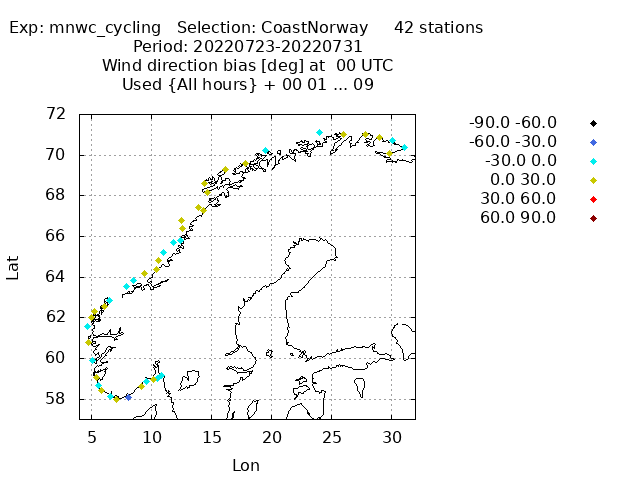 Exp: mnwc_cycling   Selection: CoastNorway     42 stations
Period: 20220723-20220731
Wind direction bias [deg] at  00 UTC
Used {All hours} + 00 01 ... 09
72
70
68
66
64
62
60
58
Lat
5 10 15 20 25 30
Lon
-90.0 -60.0
-60.0 -30.0
-30.0 0.0
0.0 30.0
30.0 60.0
60.0 90.0